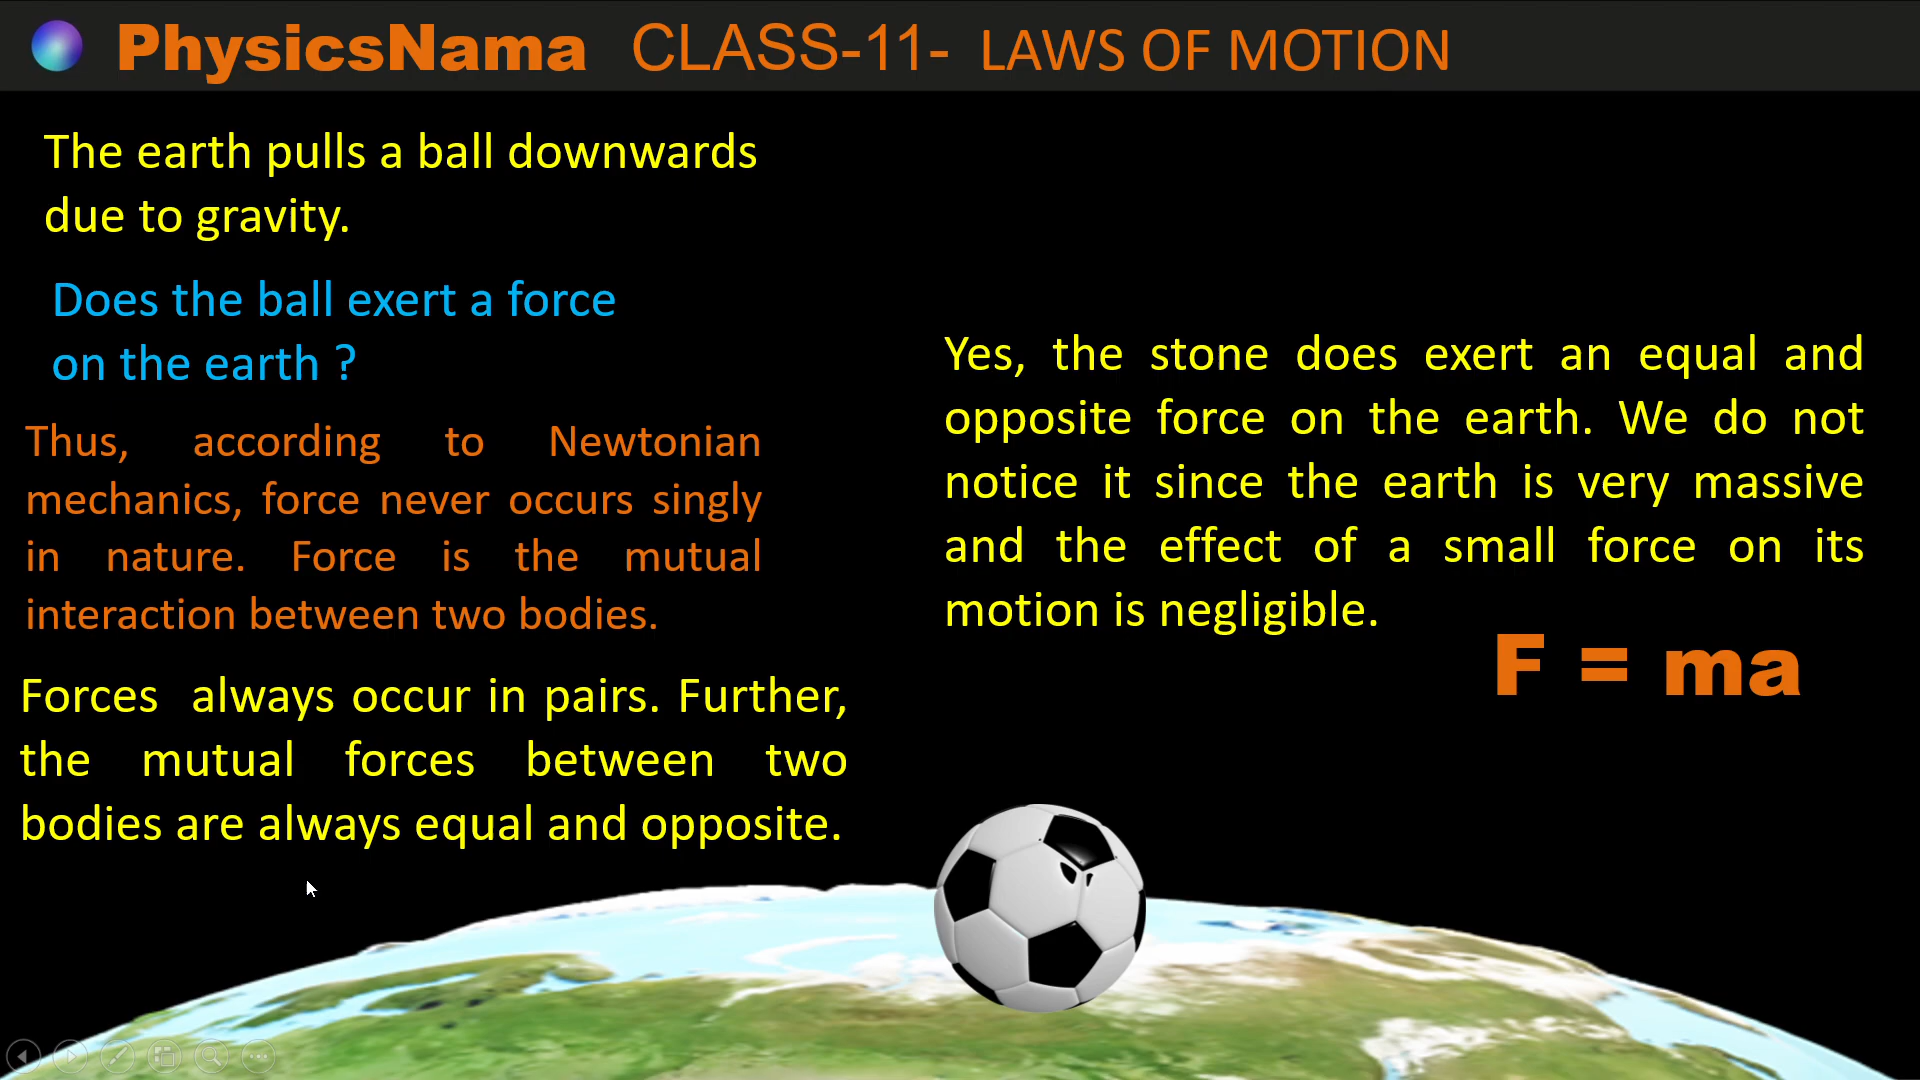 PhysicsNama CLASS-11- LAWS OF MOTION
The earth pulls a ball downwards
due to gravity.
Does the ball exert a force
on the earth ?
Thus, according to Newtonian
mechanics, force never occurs singly
in nature. Force is the mutual
interaction between two bodies.
Forces always occur in pairs. Further,
the mutual forces between two
bodies are always equal and opposite.
Yes, the stone does exert an equal and
opposite force on the earth. We do not
notice it since the earth is very massive
and the effect of a small force on its
motion is negligible.
F = ma